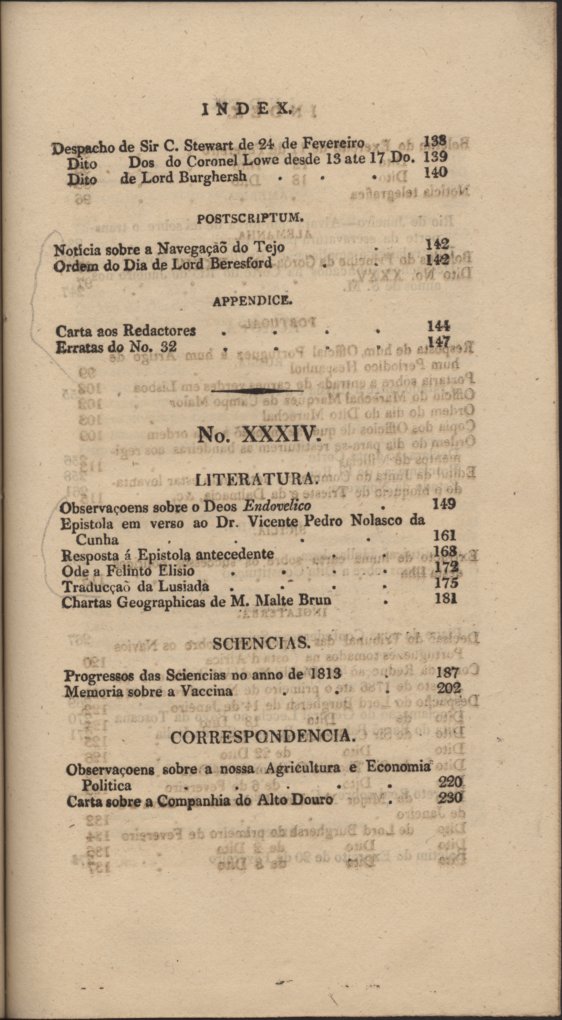 INDEX.
Despacho de Sir C. Stewart de 24 de Fevereiro 138
Dito Dos do Coronel Lowe desde 13 ate 17 Do. 139
Dito de Lord Burghersh . . . 140
POSTSCRIPTUM.
Noticia sobre a Navegaçaõ do Tejo . 142
Ordem do Dia de Lord Beresford . . 142
APPENDICE.
Carta aos Redactores . . . . 144
Erratas do No. 32 . . . . 147
No. XXXIV.
LITERATURA.
Observaçoens sobre o Deos Endovelico . 149
Epistola em verso ao Dr. Vicente Pedro Nolasco da
Cunha . . . . . 161
Resposta á Epistola antecedente . . 168
Ode a Felinto Elisio . . . . 172
Traducçaõ da Lusiada . . . . 175
Chartas Geographicas de M. Malte Brun . 181
SCIENCIAS.
Progressos das Sciencias no anno de 1813 . 187
Memoria sobre a Vaccina . . . 202
CORRESPONDENCIA.
Observaçoens sobre a nossa Agricultura e Economia
Politica . . . . . 220
Carta sobre a Companhia do Alto Douro . 230